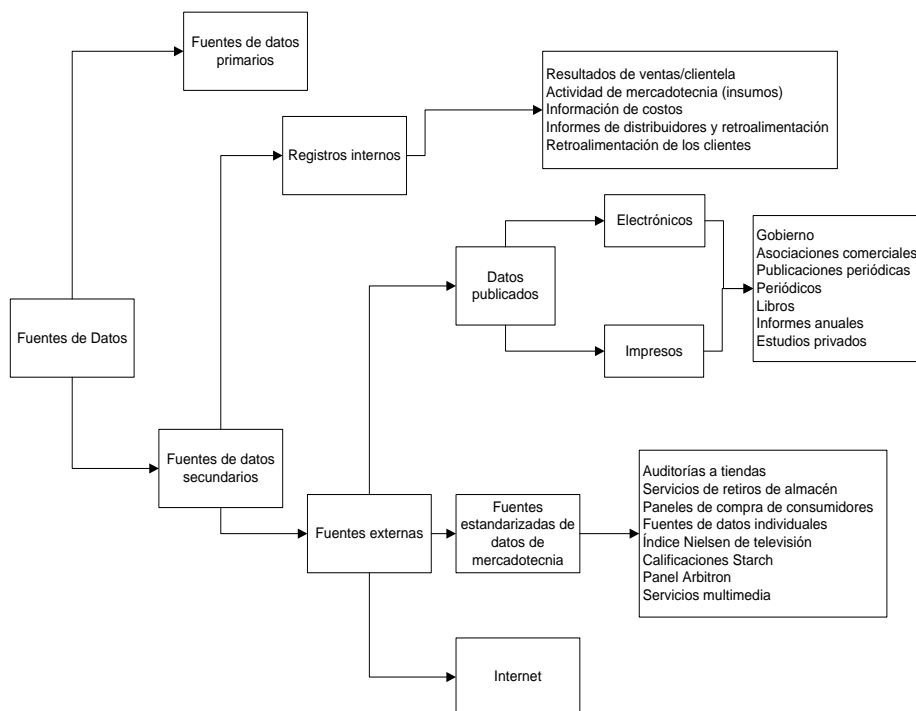 Fuentes de datos
primarios
Resultados de ventas/clientela
Actividad de mercadotecnia (insumos)
Información de costos
Informes de distribuidores y retroalimentación
Retroalimentación de los clientes
Registros internos
Electrónicos
Gobierno
Asociaciones comerciales
Publicaciones periódicas
Periódicos
Libros
Informes anuales
Estudios privados
Datos
publicados
Fuentes de Datos
Impresos
Fuentes de datos
secundarios
Auditorías a tiendas
Servicios de retiros de almacén
Paneles de compra de consumidores
Fuentes de datos individuales
Índice Nielsen de televisión
Calificaciones Starch
Panel Arbitron
Servicios multimedia
Fuentes externas
Fuentes
estandarizadas de
datos de
mercadotecnia
Internet